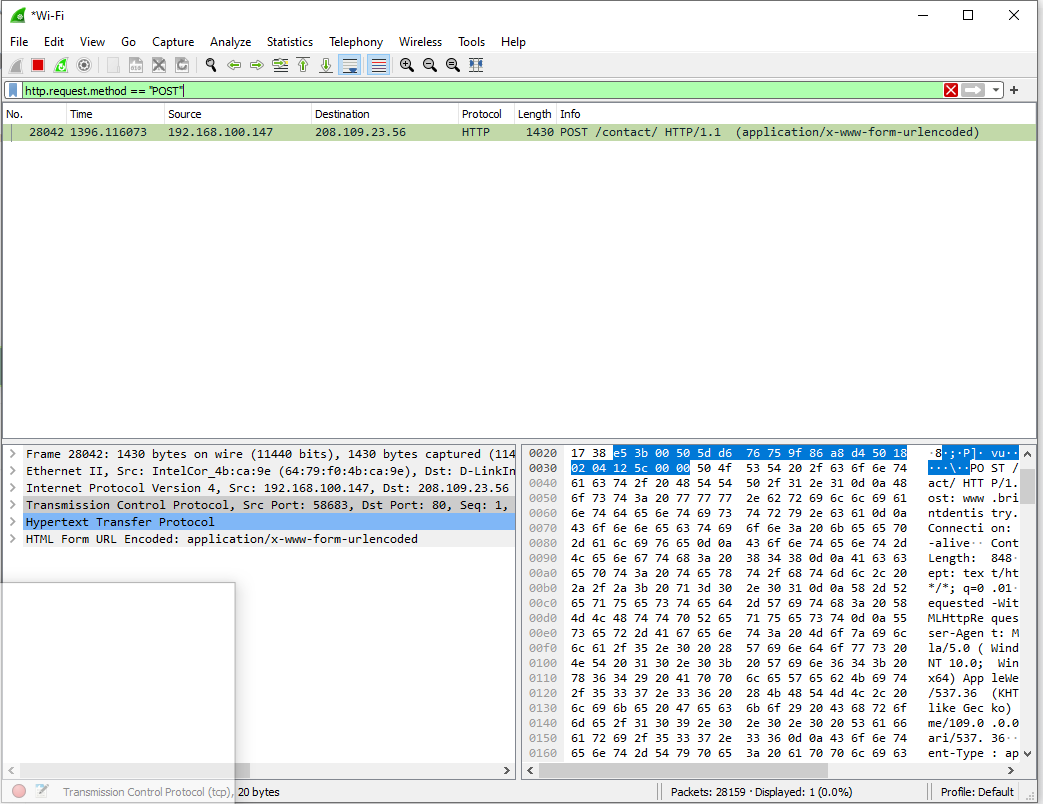 *Wi-Fi
File Edit View Go Capture Analyze Statistics Telephony Wireless Tools Help
http.request.method == "POST"
No. Time Source Destination Protocol Length Info
28042 1396.116073 192.168.100.147 208.109.23.56 HTTP 1430 POST /contact/ HTTP/1.1 (application/x-www-form-urlencoded)
Frame 28042: 1430 bytes on wire (11440 bits), 1430 bytes captured (114
Ethernet II, Src: IntelCor_4b:ca:9e (64:79:f0:4b:ca:9e), Dst: D-LinkIn
Internet Protocol Version 4, Src: 192.168.100.147, Dst: 208.109.23.56
Transmission Control Protocol, Src Port: 58683, Dst Port: 80, Seq: 1,
Hypertext Transfer Protocol
HTML Form URL Encoded: application/x-www-form-urlencoded
0020 17 38 e5 3b 00 50 5d d6 76 75 9f 86 a8 d4 50 18 ·8·;·P]· vu····P·
0030 02 04 12 5c 00 00 50 4f 53 54 20 2f 63 6f 6e 74 ···\··PO ST /cont
0040 61 63 74 2f 20 48 54 54 50 2f 31 2e 31 0d 0a 48 act/ HTT P/1.
0050 6f 73 74 3a 20 77 77 77 2e 62 72 69 6c 6c 69 61 ost: www .bri
0060 6e 74 64 65 6e 74 69 73 74 72 79 2e 63 61 0d 0a ntdentis try.
0070 43 6f 6e 6e 65 63 74 69 6f 6e 3a 20 6b 65 65 70 Connecti on:
0080 2d 61 6c 69 76 65 0d 0a 43 6f 6e 74 65 6e 74 2d -alive·· Cont
0090 4c 65 6e 67 74 68 3a 20 38 34 38 0d 0a 41 63 63 Length: 848·
00a0 65 70 74 3a 20 74 65 78 74 2f 68 74 6d 6c 2c 20 ept: tex t/ht
00b0 2a 2f 2a 3b 20 71 3d 30 2e 30 31 0d 0a 58 2d 52 */*; q=0 .01·
00c0 65 71 75 65 73 74 65 64 2d 57 69 74 68 3a 20 58 equested -Wit
00d0 4d 4c 48 74 74 70 52 65 71 75 65 73 74 0d 0a 55 MLHttpRe ques
00e0 73 65 72 2d 41 67 65 6e 74 3a 20 4d 6f 7a 69 6c ser-Agen t: M
00f0 6c 61 2f 35 2e 30 20 28 57 69 6e 64 6f 77 73 20 la/5.0 ( Wind
0100 4e 54 20 31 30 2e 30 3b 20 57 69 6e 36 34 3b 20 NT 10.0; Win
0110 78 36 34 29 20 41 70 70 6c 65 57 65 62 4b 69 74 x64) App leWe
0120 2f 35 33 37 2e 33 36 20 28 4b 48 54 4d 4c 2c 20 /537.36 (KHT
0130 6c 69 6b 65 20 47 65 63 6b 6f 29 20 43 68 72 6f like Gec ko)
0140 6d 65 2f 31 30 39 2e 30 2e 30 2e 30 20 53 61 66 me/109.0 .0.0
0150 61 72 69 2f 35 33 37 2e 33 36 0d 0a 43 6f 6e 74 ari/537. 36··
0160 65 6e 74 2d 54 79 70 65 3a 20 61 70 70 6c 69 63 ent-Type : ap
Transmission Control Protocol (tcp), 20 bytes Packets: 28159 · Displayed: 1 (0.0%) Profile: Default